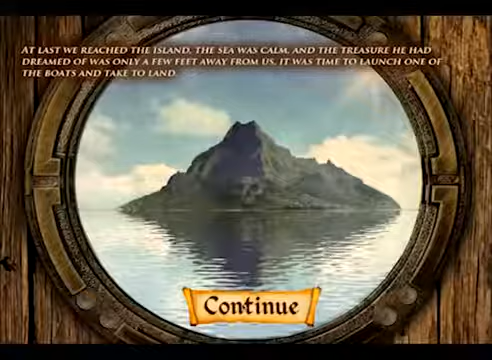 At last we reached the Island, the sea was calm, and the treasure he had
dreamed of was only a few feet away from us, it was time to launch one of
the boats and take to land.
Continue